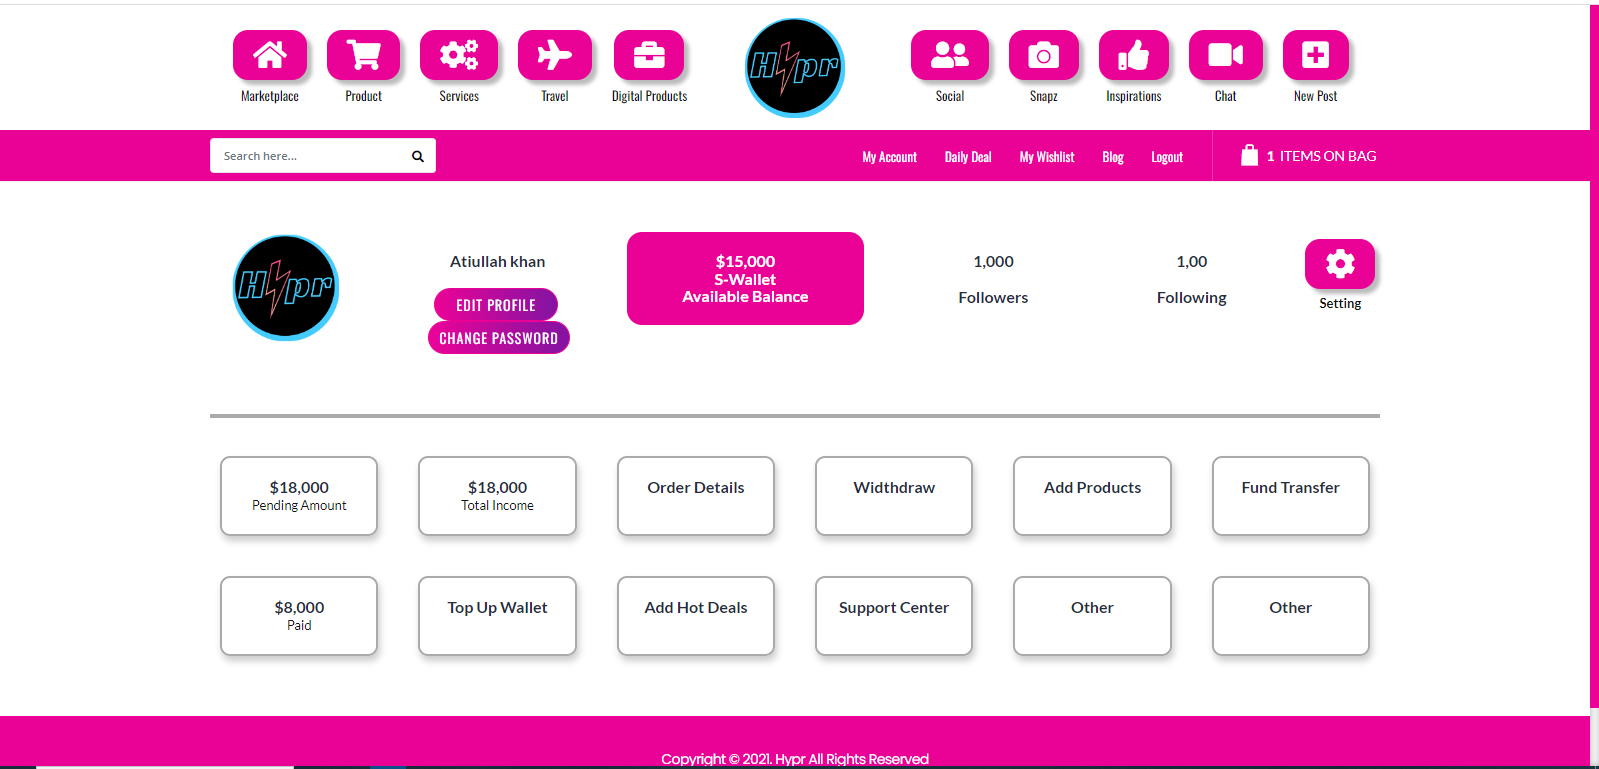 Marketplace
Product
Services
Travel
Digital Products
Hypr
Social
Snapz
Inspirations
Chat
New Post
Search here...
My Account
Daily Deal
My Wishlist
Blog
Logout
1 ITEMS ON BAG
Hypr
Atiullah khan
EDIT PROFILE
CHANGE PASSWORD
$15,000
S-Wallet
Available Balance
1,000
Followers
1,00
Following
Setting
$18,000
Pending Amount
$18,000
Total Income
Order Details
Widthdraw
Add Products
Fund Transfer
$8,000
Paid
Top Up Wallet
Add Hot Deals
Support Center
Other
Other
Copyright © 2021. Hypr All Rights Reserved